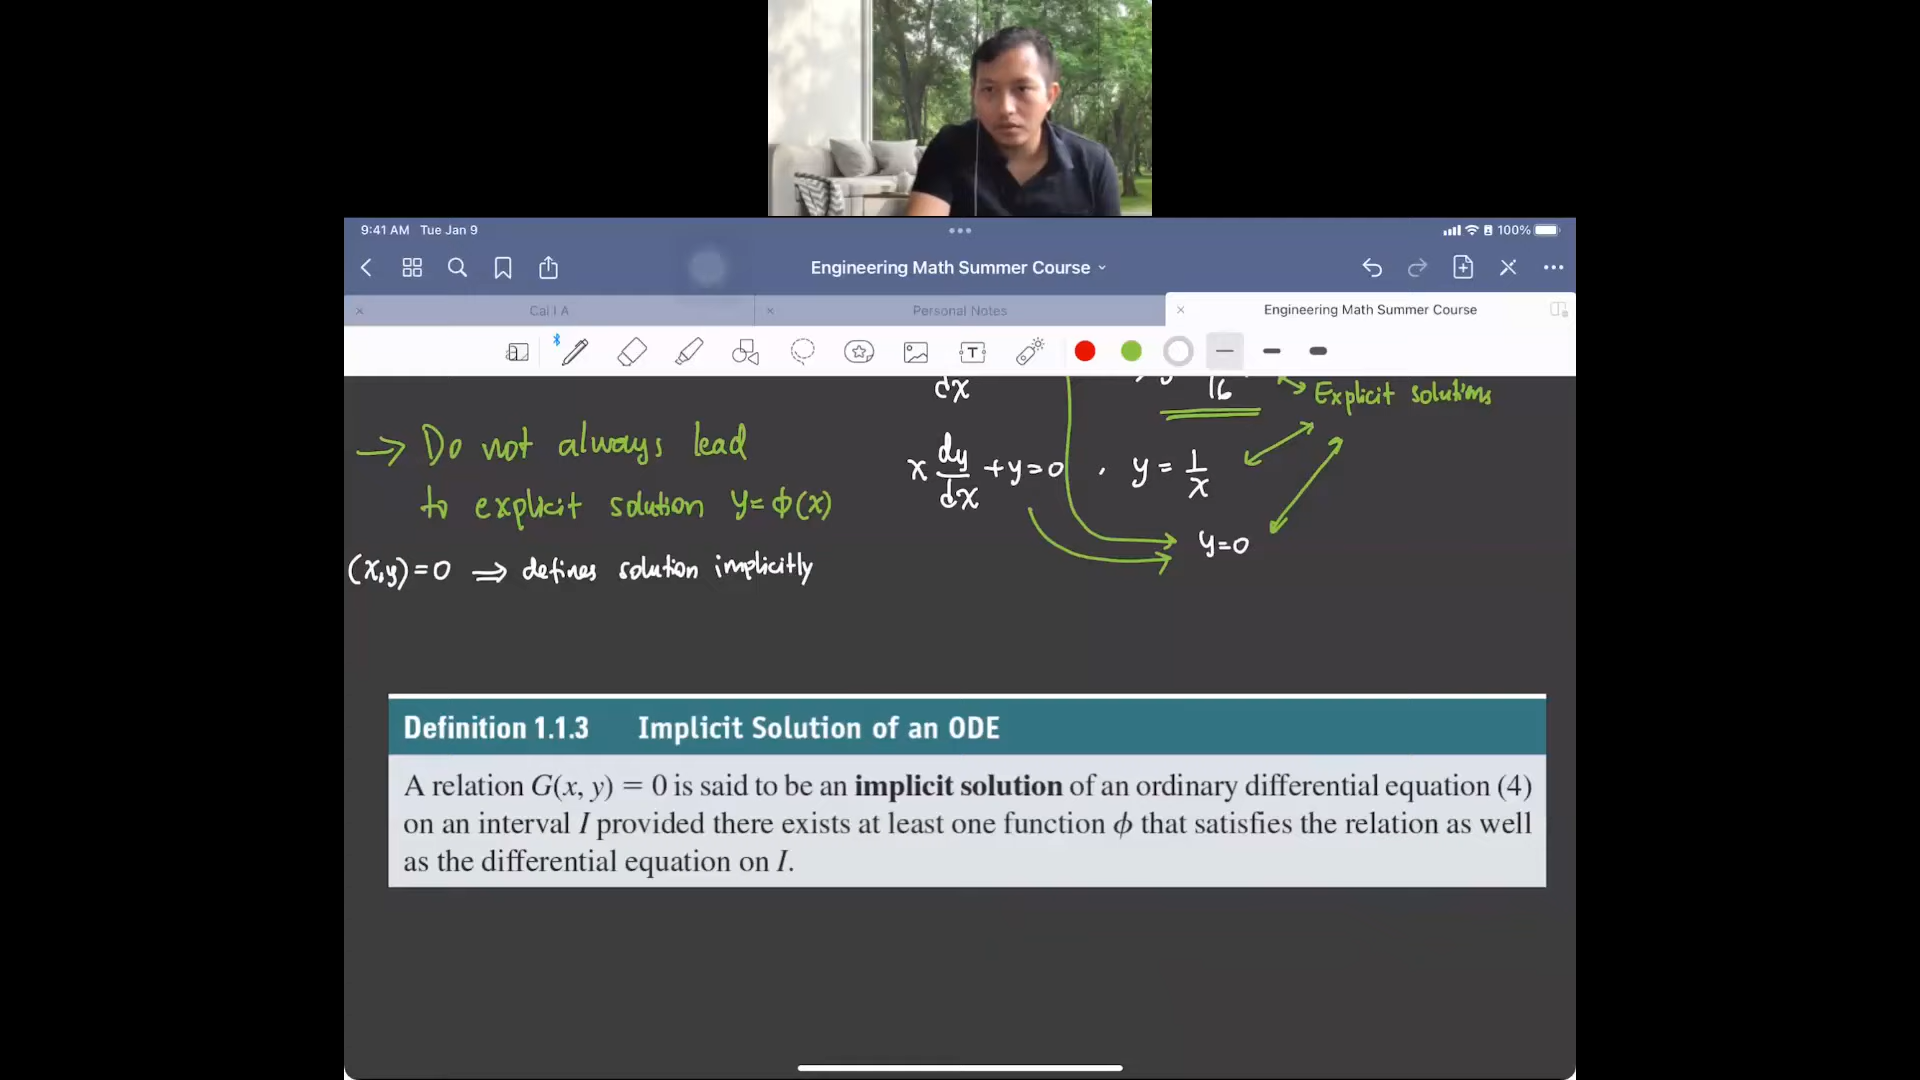 9:41 AM Tue Jan 9
100%
Engineering Math Summer Course
Cal I A
Personal Notes
Engineering Math Summer Course
T
dx
16
Explicit solutions
→ Do not always lead
to explicit solution y=ϕ(x)
x dy/dx +y=0 , y = 1/x
y=0
(x,y)=0 ⇒ defines solution implicitly
Definition 1.1.3 Implicit Solution of an ODE
A relation G(x, y) = 0 is said to be an implicit solution of an ordinary differential equation (4)
on an interval I provided there exists at least one function ϕ that satisfies the relation as well
as the differential equation on I.